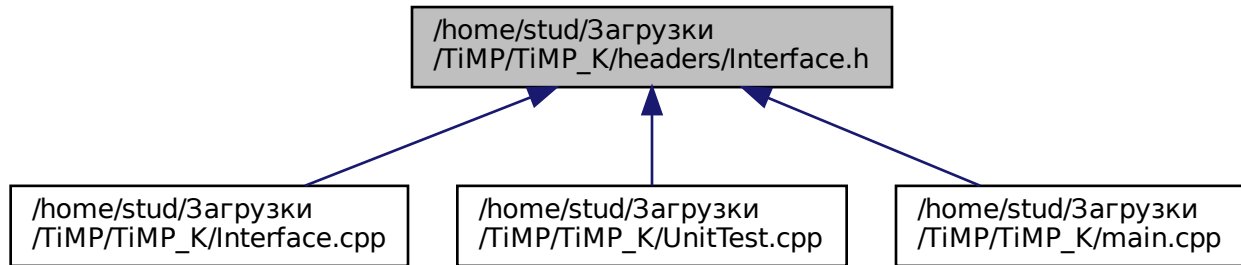 /home/stud/Загрузки
/TiMP/TiMP_K/headers/Interface.h
/home/stud/Загрузки
/TiMP/TiMP_K/Interface.cpp
/home/stud/Загрузки
/TiMP/TiMP_K/UnitTest.cpp
/home/stud/Загрузки
/TiMP/TiMP_K/main.cpp